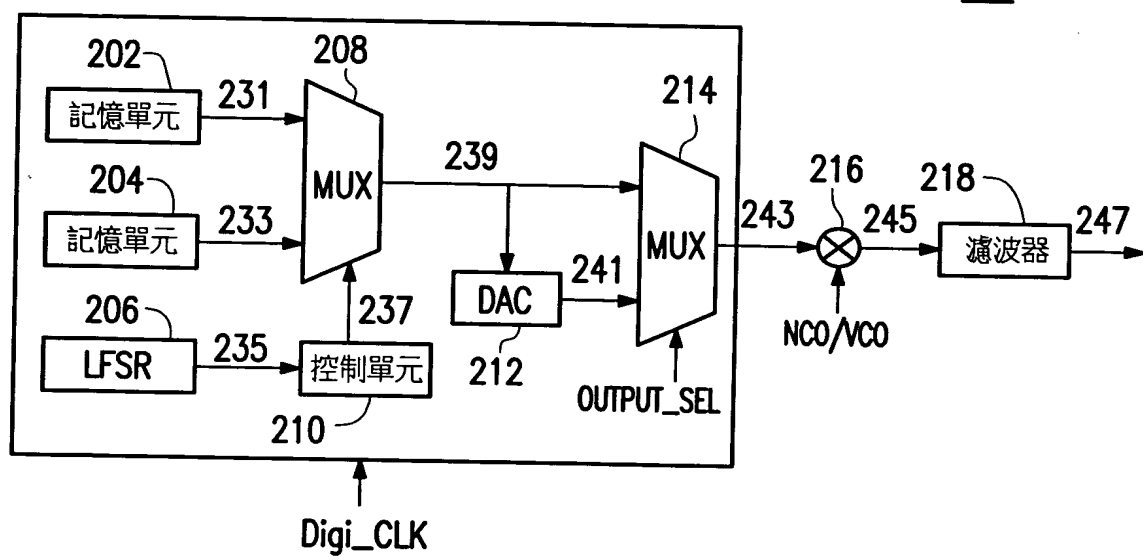 202
208
231
記憶單元
MUX
204
233
記憶單元
239
214
MUX
243
216
245
218
濾波器
247
NCO/VCO
206
LFSR
235
237
控制單元
210
DAC
241
212
OUTPUT_SEL
Digi_CLK